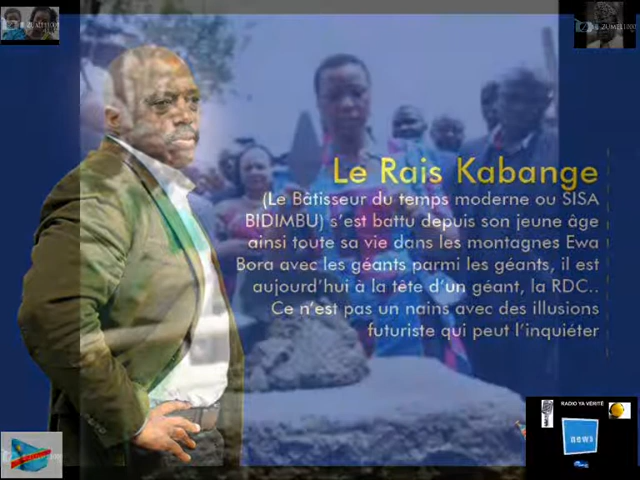 Zumti1000
Zumti1000
Le Rais Kabange
(Le Bâtisseur du temps moderne ou SISA
BIDIMBU) s'est battu depuis son jeune âge
ainsi toute sa vie dans les montagnes Ewa
Bora avec les géants parmi les géants, il est
aujourd'hui à la tête d'un géant, la RDC..
Ce n'est pas un nains avec des illusions
futuriste qui peut l'inquiéter
RADIO YA VÉRITÉ
news